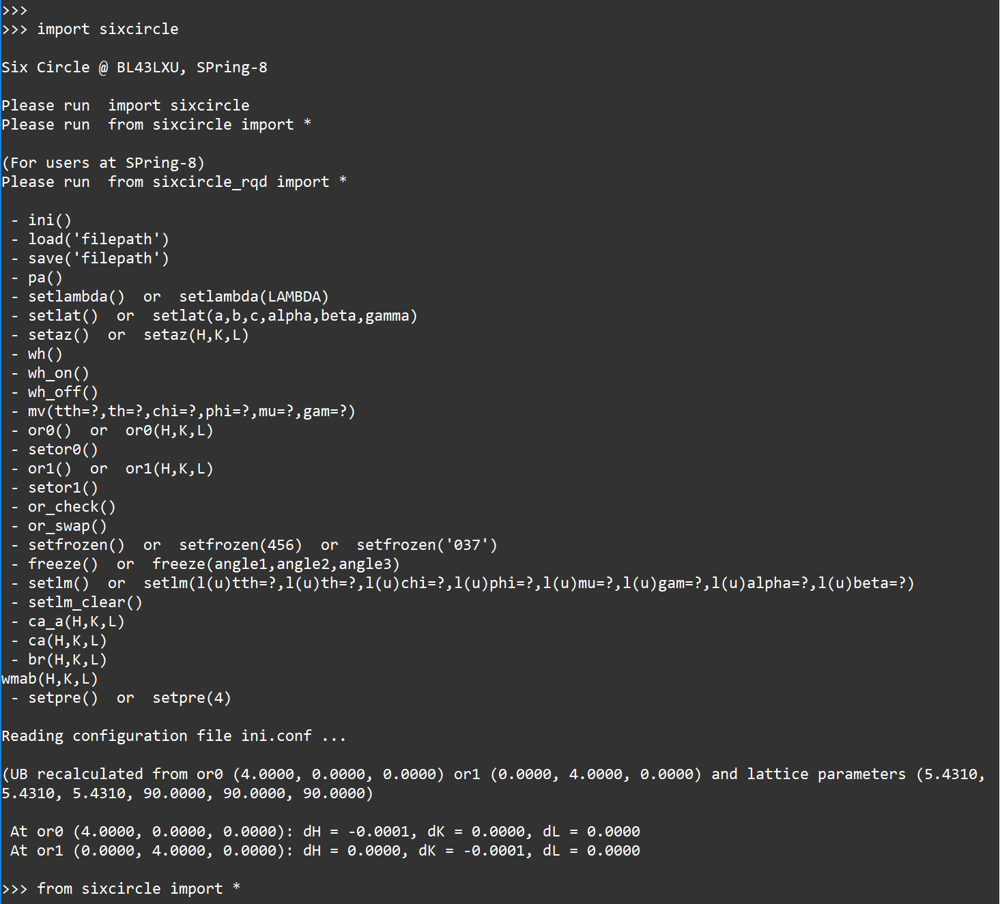 >>>
>>> import sixcircle
Six Circle @ BL43LXU, SPring-8
Please run  import sixcircle
Please run  from sixcircle import *
(For users at SPring-8)
Please run  from sixcircle_rqd import *
 - ini()
 - load('filepath')
 - save('filepath')
 - pa()
 - setlambda()  or  setlambda(LAMBDA)
 - setlat()  or  setlat(a,b,c,alpha,beta,gamma)
 - setaz()  or  setaz(H,K,L)
 - wh()
 - wh_on()
 - wh_off()
 - mv(tth=?,th=?,chi=?,phi=?,mu=?,gam=?)
 - or0()  or  or0(H,K,L)
 - setor0()
 - or1()  or  or1(H,K,L)
 - setor1()
 - or_check()
 - or_swap()
 - setfrozen()  or  setfrozen(456)  or  setfrozen('037')
 - freeze()  or  freeze(angle1,angle2,angle3)
 - setlm()  or  setlm(l(u)tth=?,l(u)th=?,l(u)chi=?,l(u)phi=?,l(u)mu=?,l(u)gam=?,l(u)alpha=?,l(u)beta=?)
 - setlm_clear()
 - ca_a(H,K,L)
 - ca(H,K,L)
 - br(H,K,L)
wmab(H,K,L)
 - setpre()  or  setpre(4)
Reading configuration file ini.conf ...
(UB recalculated from or0 (4.0000, 0.0000, 0.0000) or1 (0.0000, 4.0000, 0.0000) and lattice parameters (5.4310,
5.4310, 5.4310, 90.0000, 90.0000, 90.0000)
 At or0 (4.0000, 0.0000, 0.0000): dH = -0.0001, dK = 0.0000, dL = 0.0000
 At or1 (0.0000, 4.0000, 0.0000): dH = 0.0000, dK = -0.0001, dL = 0.0000
>>> from sixcircle import *